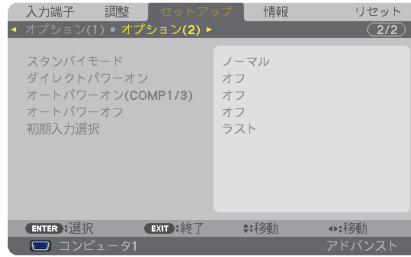 入力端子 調整 セットアップ 情報 リセット
◂ オプション(1) ● オプション(2) ▸ 2/2
スタンバイモード ノーマル
ダイレクトパワーオン オフ
オートパワーオン(COMP1/3) オフ
オートパワーオフ オフ
初期入力選択 ラスト
ENTER:選択 EXIT:終了 ◆:移動 ◂▸:移動
コンピュータ1 アドバンスト